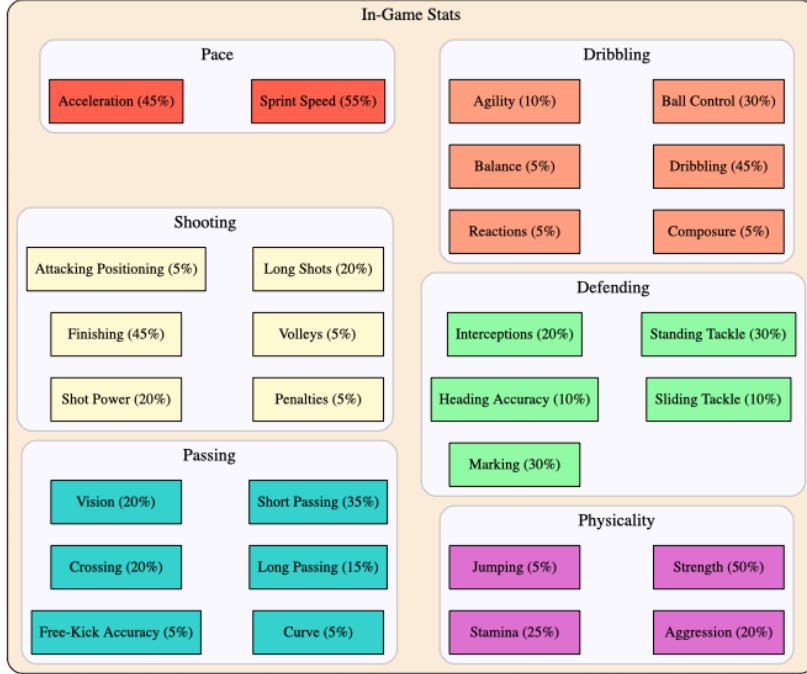 In-Game Stats
Pace
Acceleration (45%)
Sprint Speed (55%)
Shooting
Attacking Positioning (5%)
Long Shots (20%)
Finishing (45%)
Volleys (5%)
Shot Power (20%)
Penalties (5%)
Passing
Vision (20%)
Short Passing (35%)
Crossing (20%)
Long Passing (15%)
Free-Kick Accuracy (5%)
Curve (5%)
Dribbling
Agility (10%)
Ball Control (30%)
Balance (5%)
Dribbling (45%)
Reactions (5%)
Composure (5%)
Defending
Interceptions (20%)
Standing Tackle (30%)
Heading Accuracy (10%)
Sliding Tackle (10%)
Marking (30%)
Physicality
Jumping (5%)
Strength (50%)
Stamina (25%)
Aggression (20%)